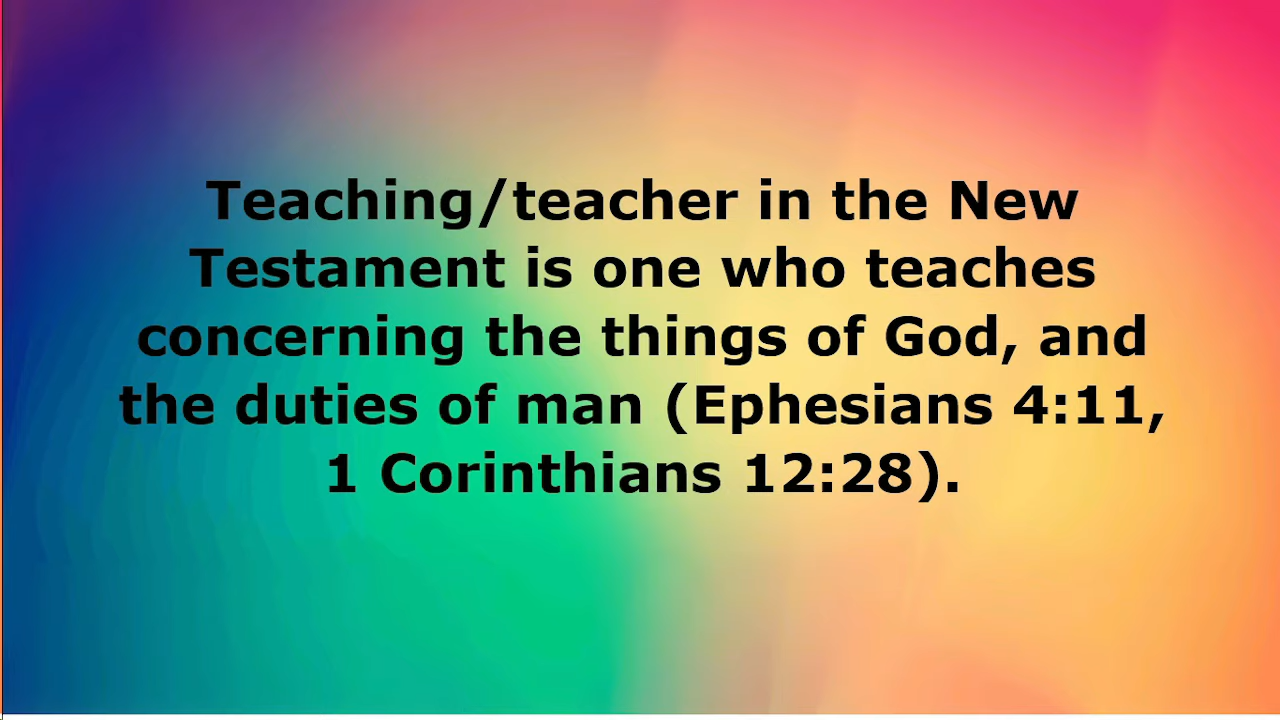 Teaching/teacher in the New
Testament is one who teaches
concerning the things of God, and
the duties of man (Ephesians 4:11,
1 Corinthians 12:28).